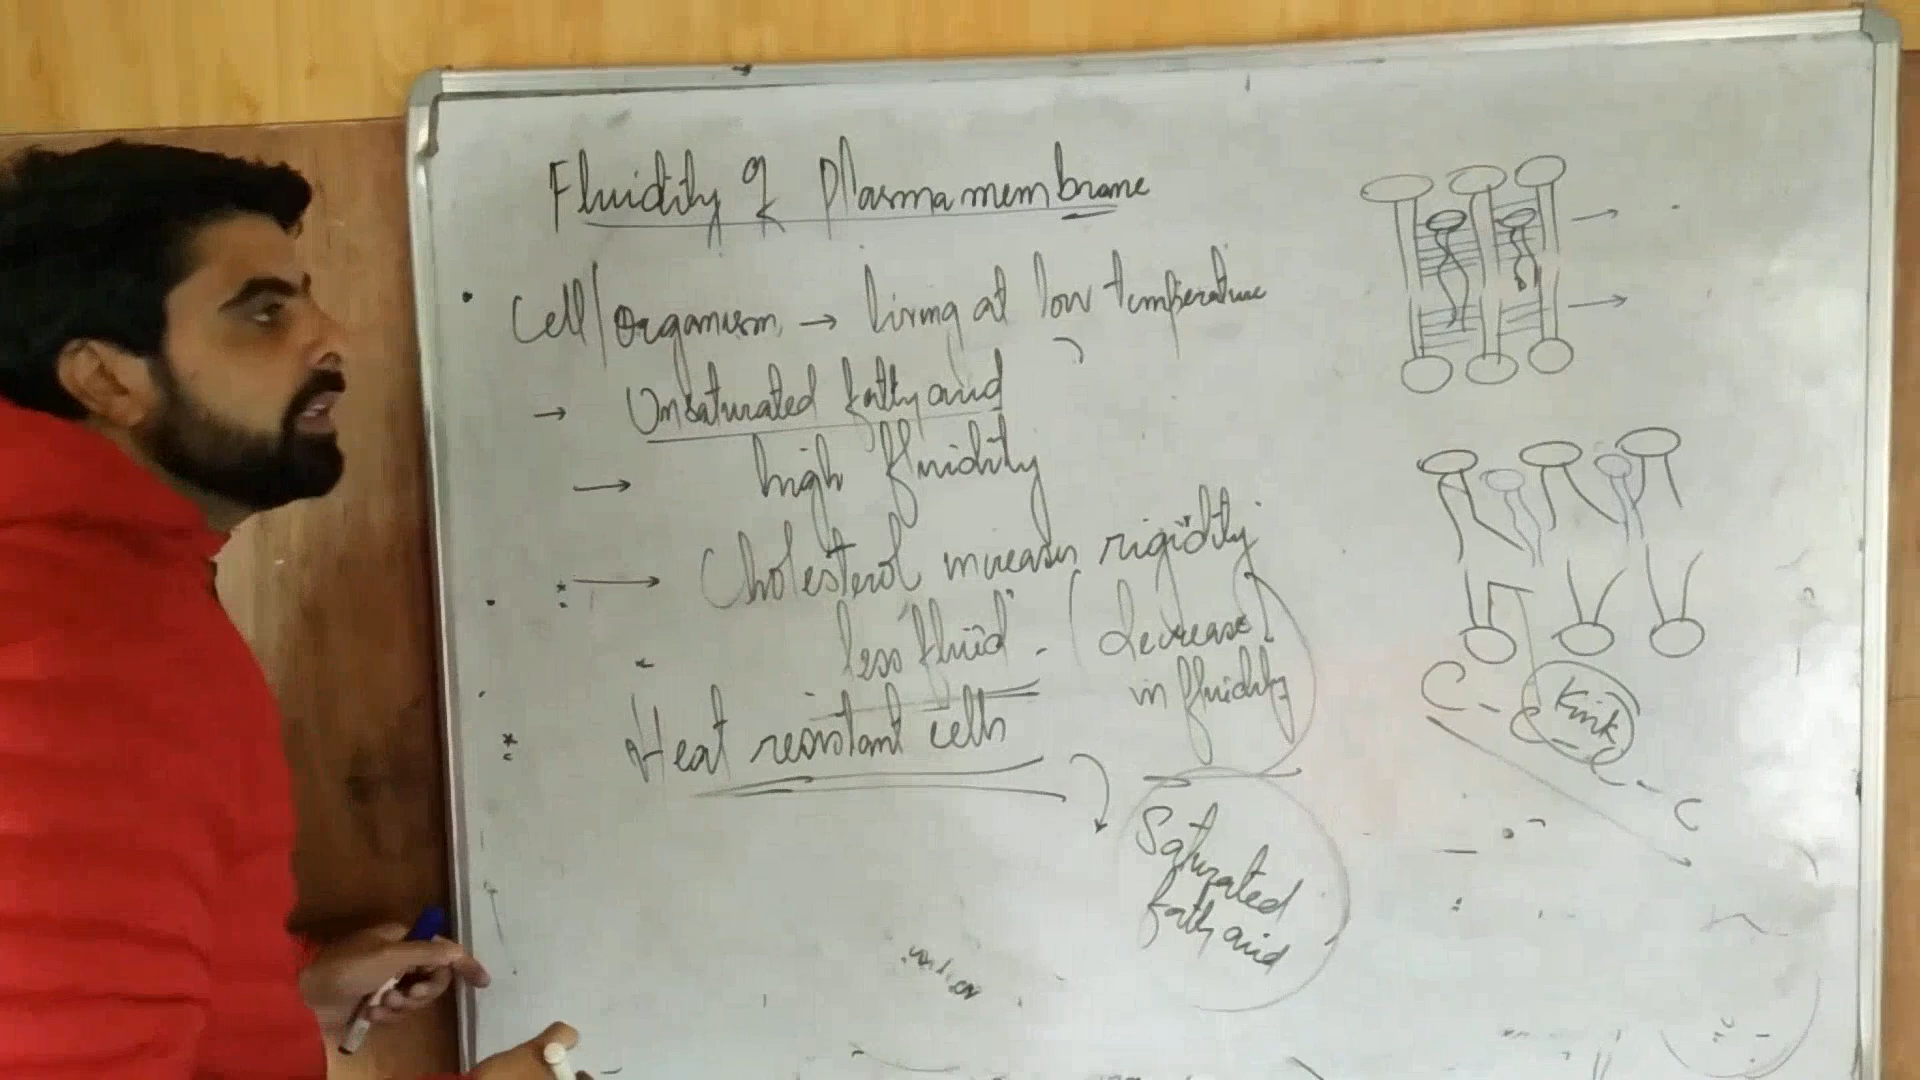 Fluidity of Plasma membrane
• Cell/Organism → living at low temperature
→ Unsaturated fatty acid
→ high fluidity
→ Cholesterol increases rigidity
"less fluid" - (decrease)
in fluidity
* Heat resistant cells
Saturated
fatty acid
Kink
C - C - C - C